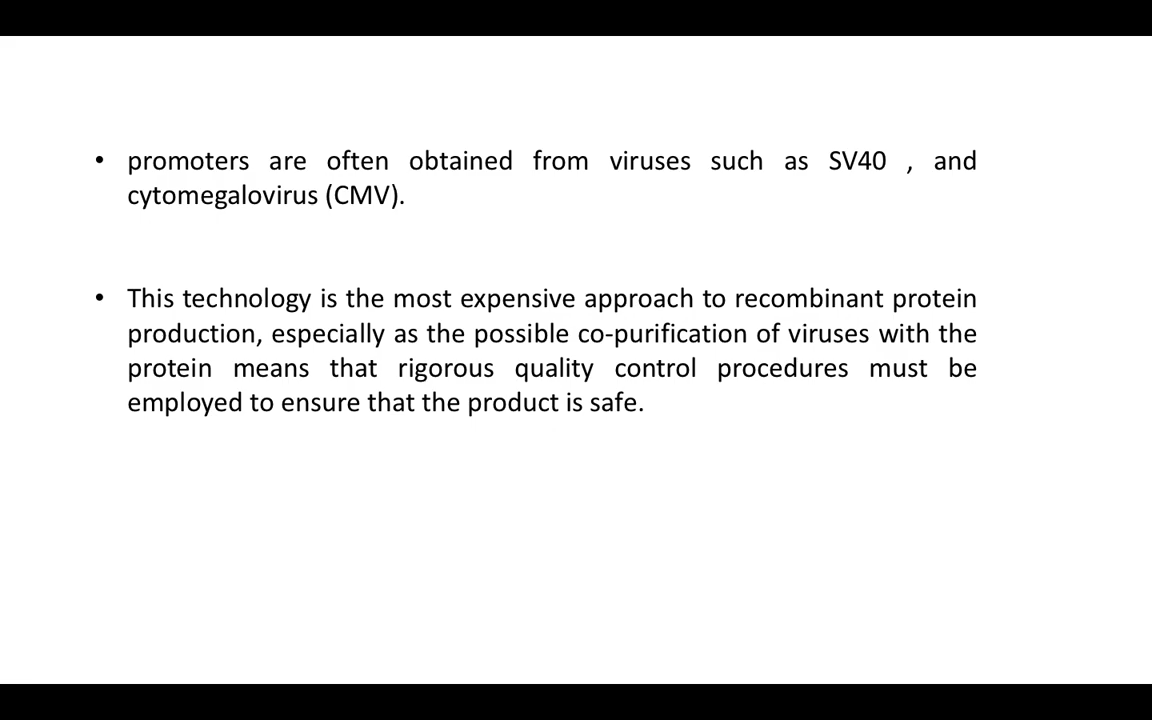 • promoters are often obtained from viruses such as SV40 , and
cytomegalovirus (CMV).
• This technology is the most expensive approach to recombinant protein
production, especially as the possible co-purification of viruses with the
protein means that rigorous quality control procedures must be
employed to ensure that the product is safe.